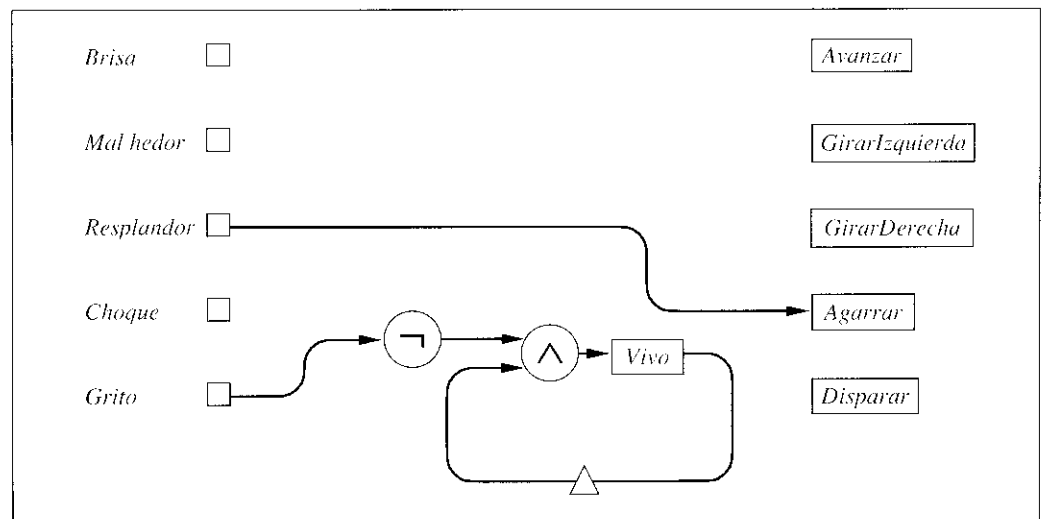 Brisa Avanzar
Mal hedor GirarIzquierda
Resplandor GirarDerecha
Choque Agarrar
¬ ∧ Vivo
Grito Disparar